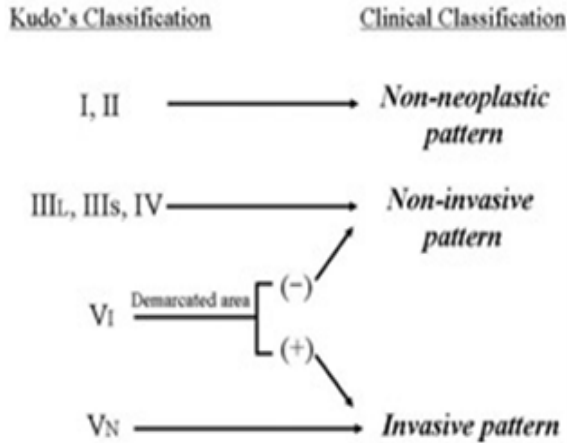 Kudo's Classification
Clinical Classification
I, II
Non-neoplastic
pattern
IIIL, IIIs, IV
Non-invasive
pattern
VI
Demarcated area
(−)
(+)
VN
Invasive pattern